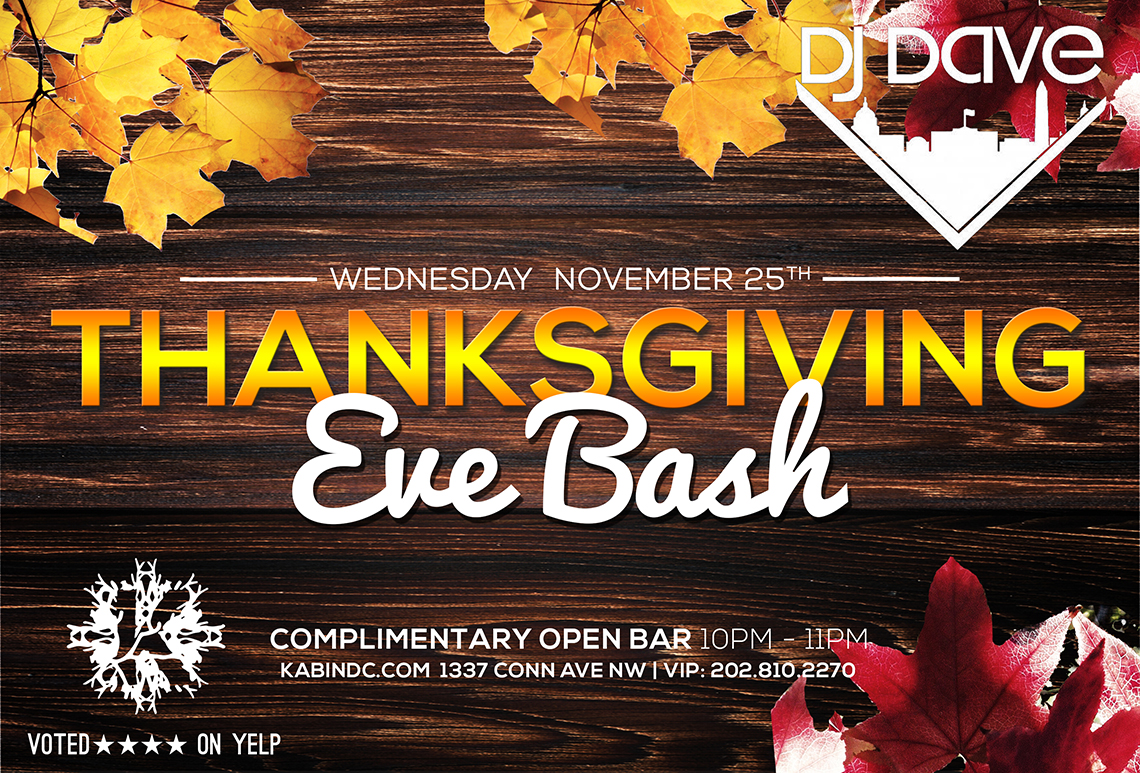 DJ Dave
WEDNESDAY NOVEMBER 25TH
THANKSGIVING
Eve Bash
COMPLIMENTARY OPEN BAR 10PM - 11PM
KABINDC.COM 1337 CONN AVE NW | VIP: 202.810.2270
VOTED★★★★ ON YELP